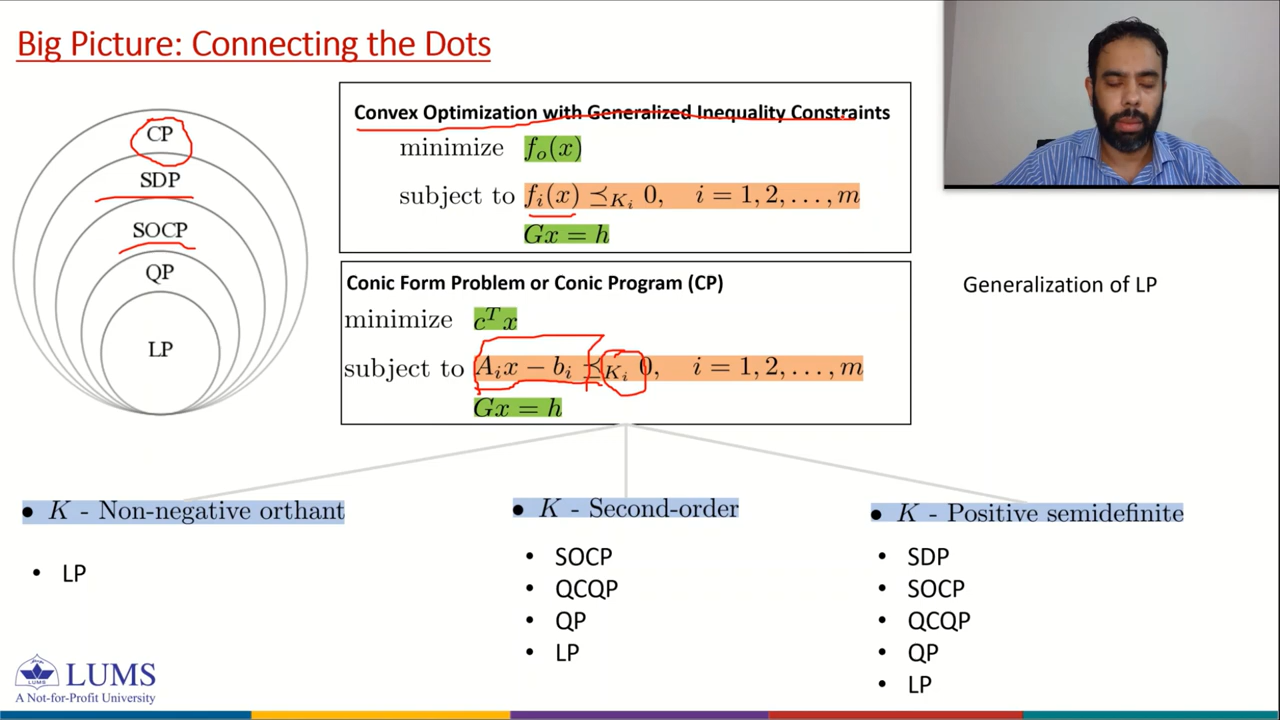 Big Picture: Connecting the Dots
CP
SDP
SOCP
QP
LP
Convex Optimization with Generalized Inequality Constraints
minimize f_o(x)
subject to f_i(x) ⪯_{K_i} 0, i = 1, 2, . . . , m
Gx = h
Conic Form Problem or Conic Program (CP)
minimize c^T x
subject to A_i x − b_i ⪯_{K_i} 0, i = 1, 2, . . . , m
Gx = h
Generalization of LP
• K - Non-negative orthant
• LP
• K - Second-order
• SOCP
• QCQP
• QP
• LP
• K - Positive semidefinite
• SDP
• SOCP
• QCQP
• QP
• LP
LUMS
A Not-for-Profit University